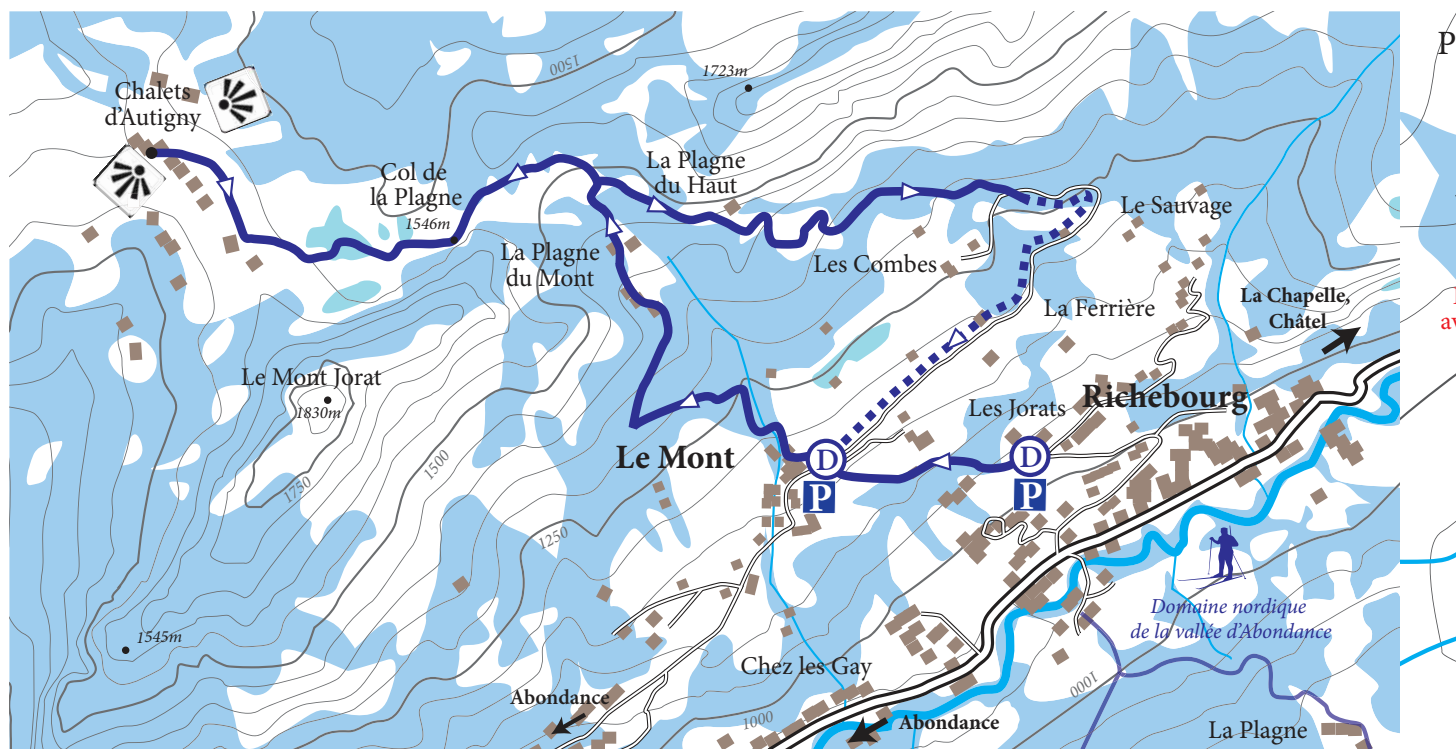 P
1723m
1500
Chalets
d'Autigny
La Plagne
du Haut
Col de
la Plagne
1546m
Le Sauvage
La Plagne
du Mont
Les Combes
La Ferrière
La Chapelle,
Châtel
av
Le Mont Jorat
1830m
Richebourg
Les Jorats
Le Mont
D
D
P
P
1500
1750
1250
Domaine nordique
de la vallée d'Abondance
1545m
Chez les Gay
1000
Abondance
1000
Abondance
La Plagne